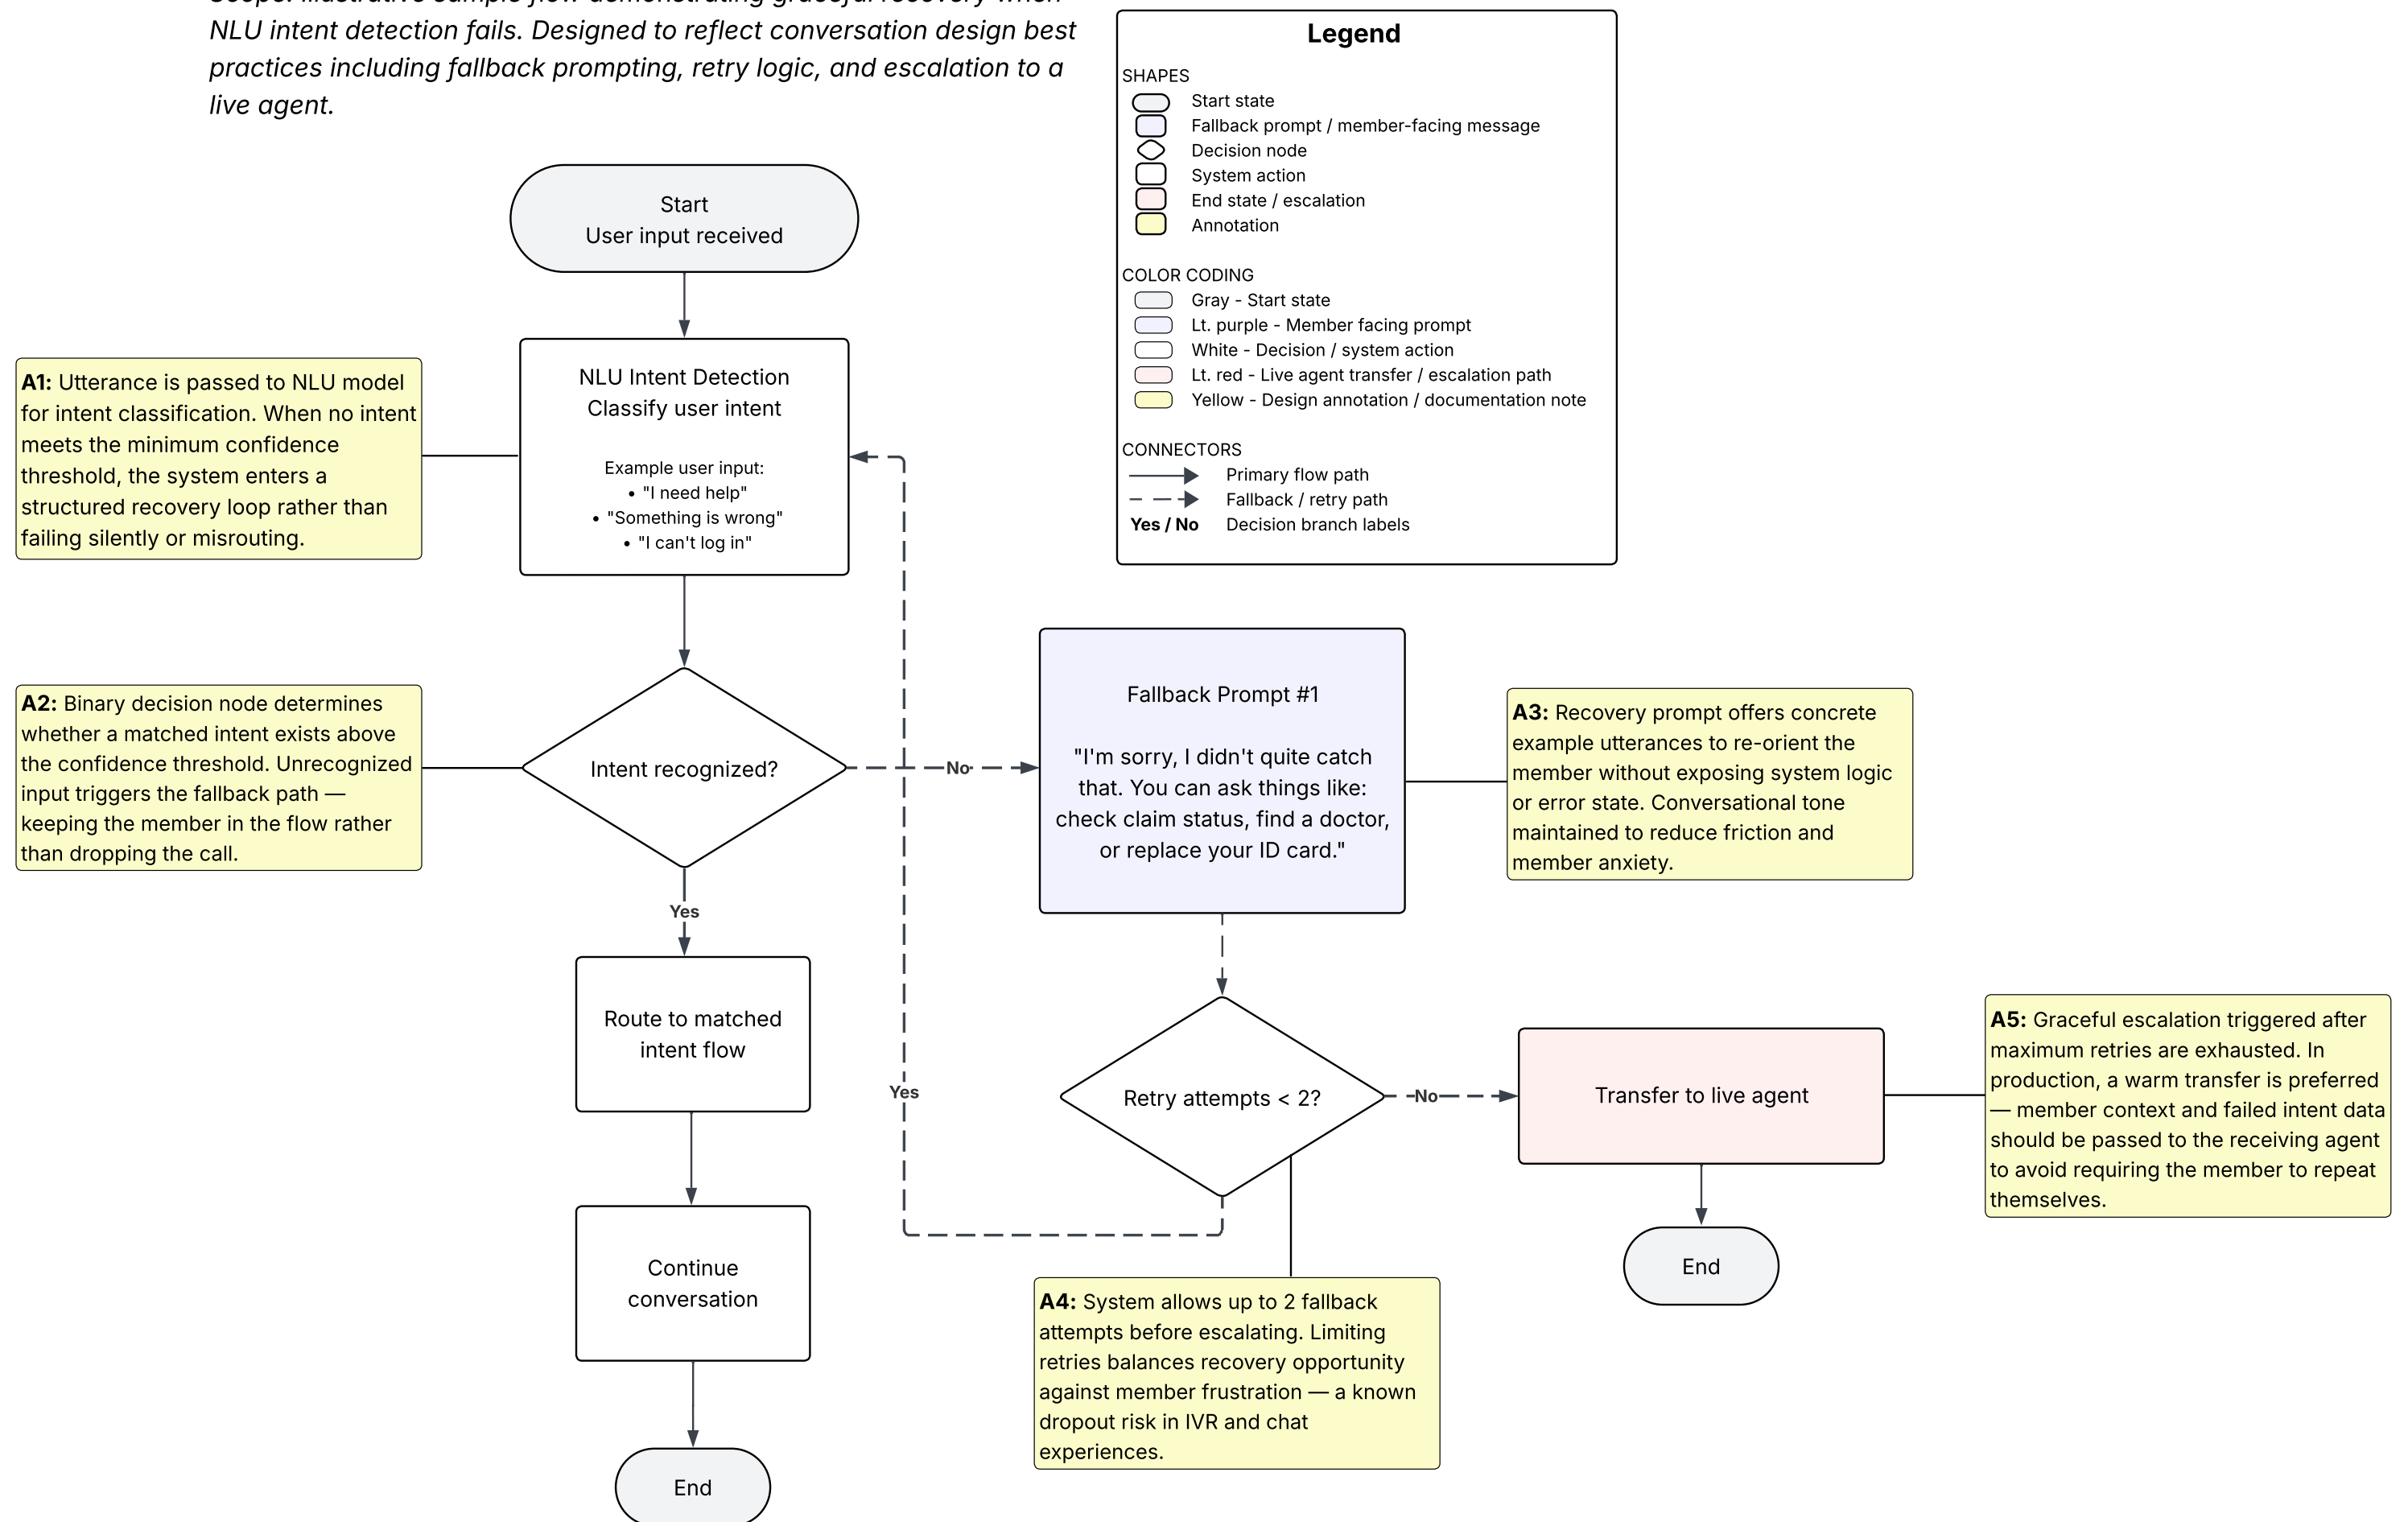 Scope: Illustrative sample flow demonstrating graceful recovery when
NLU intent detection fails. Designed to reflect conversation design best
practices including fallback prompting, retry logic, and escalation to a
live agent.
Legend
SHAPES
Start state
Fallback prompt / member-facing message
Decision node
System action
End state / escalation
Annotation
COLOR CODING
Gray - Start state
Lt. purple - Member facing prompt
White - Decision / system action
Lt. red - Live agent transfer / escalation path
Yellow - Design annotation / documentation note
CONNECTORS
Primary flow path
Fallback / retry path
Yes / No Decision branch labels
Start
User input received
A1: Utterance is passed to NLU model
for intent classification. When no intent
meets the minimum confidence
threshold, the system enters a
structured recovery loop rather than
failing silently or misrouting.
NLU Intent Detection
Classify user intent
Example user input:
• "I need help"
• "Something is wrong"
• "I can't log in"
A2: Binary decision node determines
whether a matched intent exists above
the confidence threshold. Unrecognized
input triggers the fallback path —
keeping the member in the flow rather
than dropping the call.
Intent recognized?
No
Fallback Prompt #1
"I'm sorry, I didn't quite catch
that. You can ask things like:
check claim status, find a doctor,
or replace your ID card."
A3: Recovery prompt offers concrete
example utterances to re-orient the
member without exposing system logic
or error state. Conversational tone
maintained to reduce friction and
member anxiety.
Yes
Route to matched
intent flow
Yes
Retry attempts < 2?
No
Transfer to live agent
A5: Graceful escalation triggered after
maximum retries are exhausted. In
production, a warm transfer is preferred
— member context and failed intent data
should be passed to the receiving agent
to avoid requiring the member to repeat
themselves.
Continue
conversation
End
A4: System allows up to 2 fallback
attempts before escalating. Limiting
retries balances recovery opportunity
against member frustration — a known
dropout risk in IVR and chat
experiences.
End